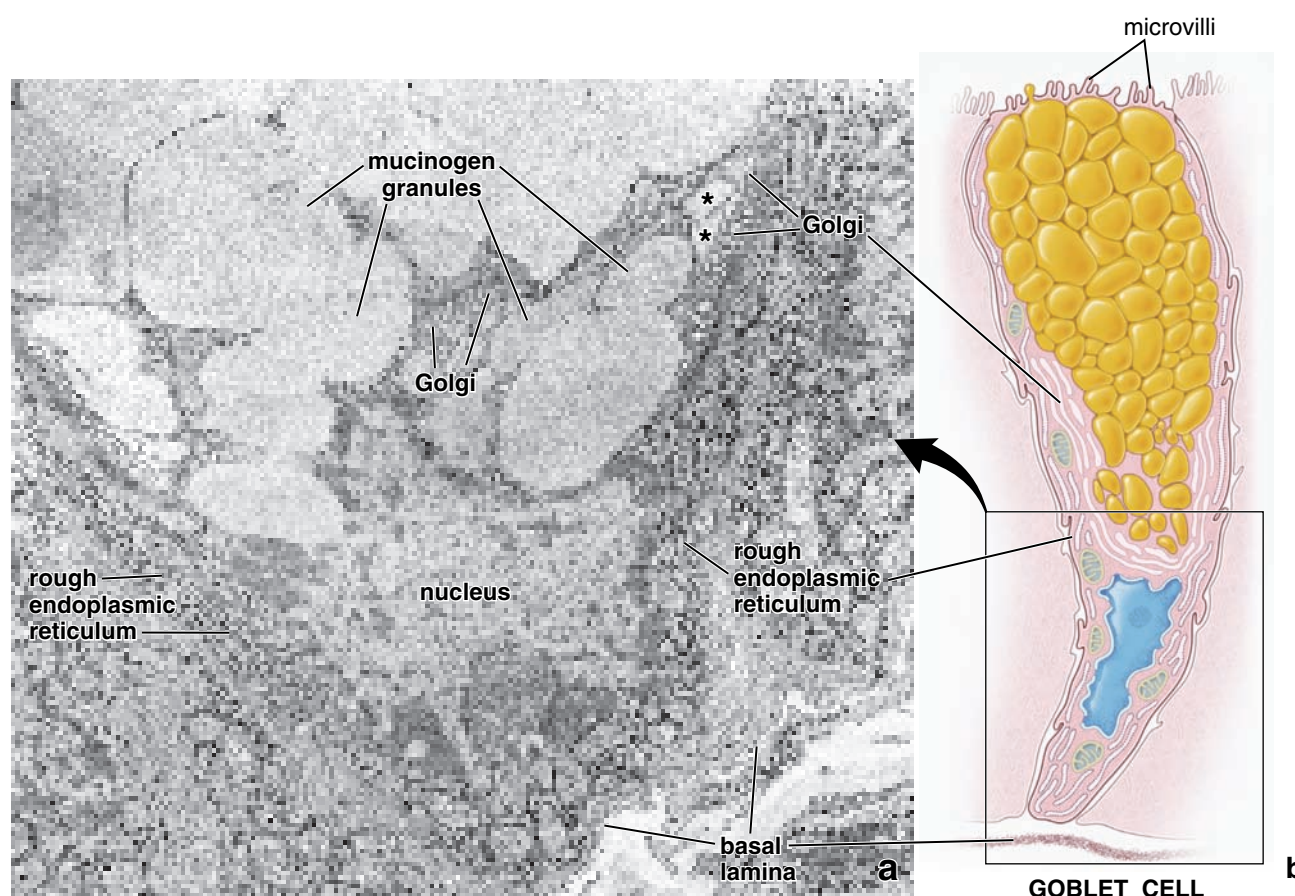 microvilli
mucinogen
granules
*
*
Golgi
Golgi
rough
endoplasmic
reticulum
nucleus
rough
endoplasmic
reticulum
basal
lamina
a
b
GOBLET CELL